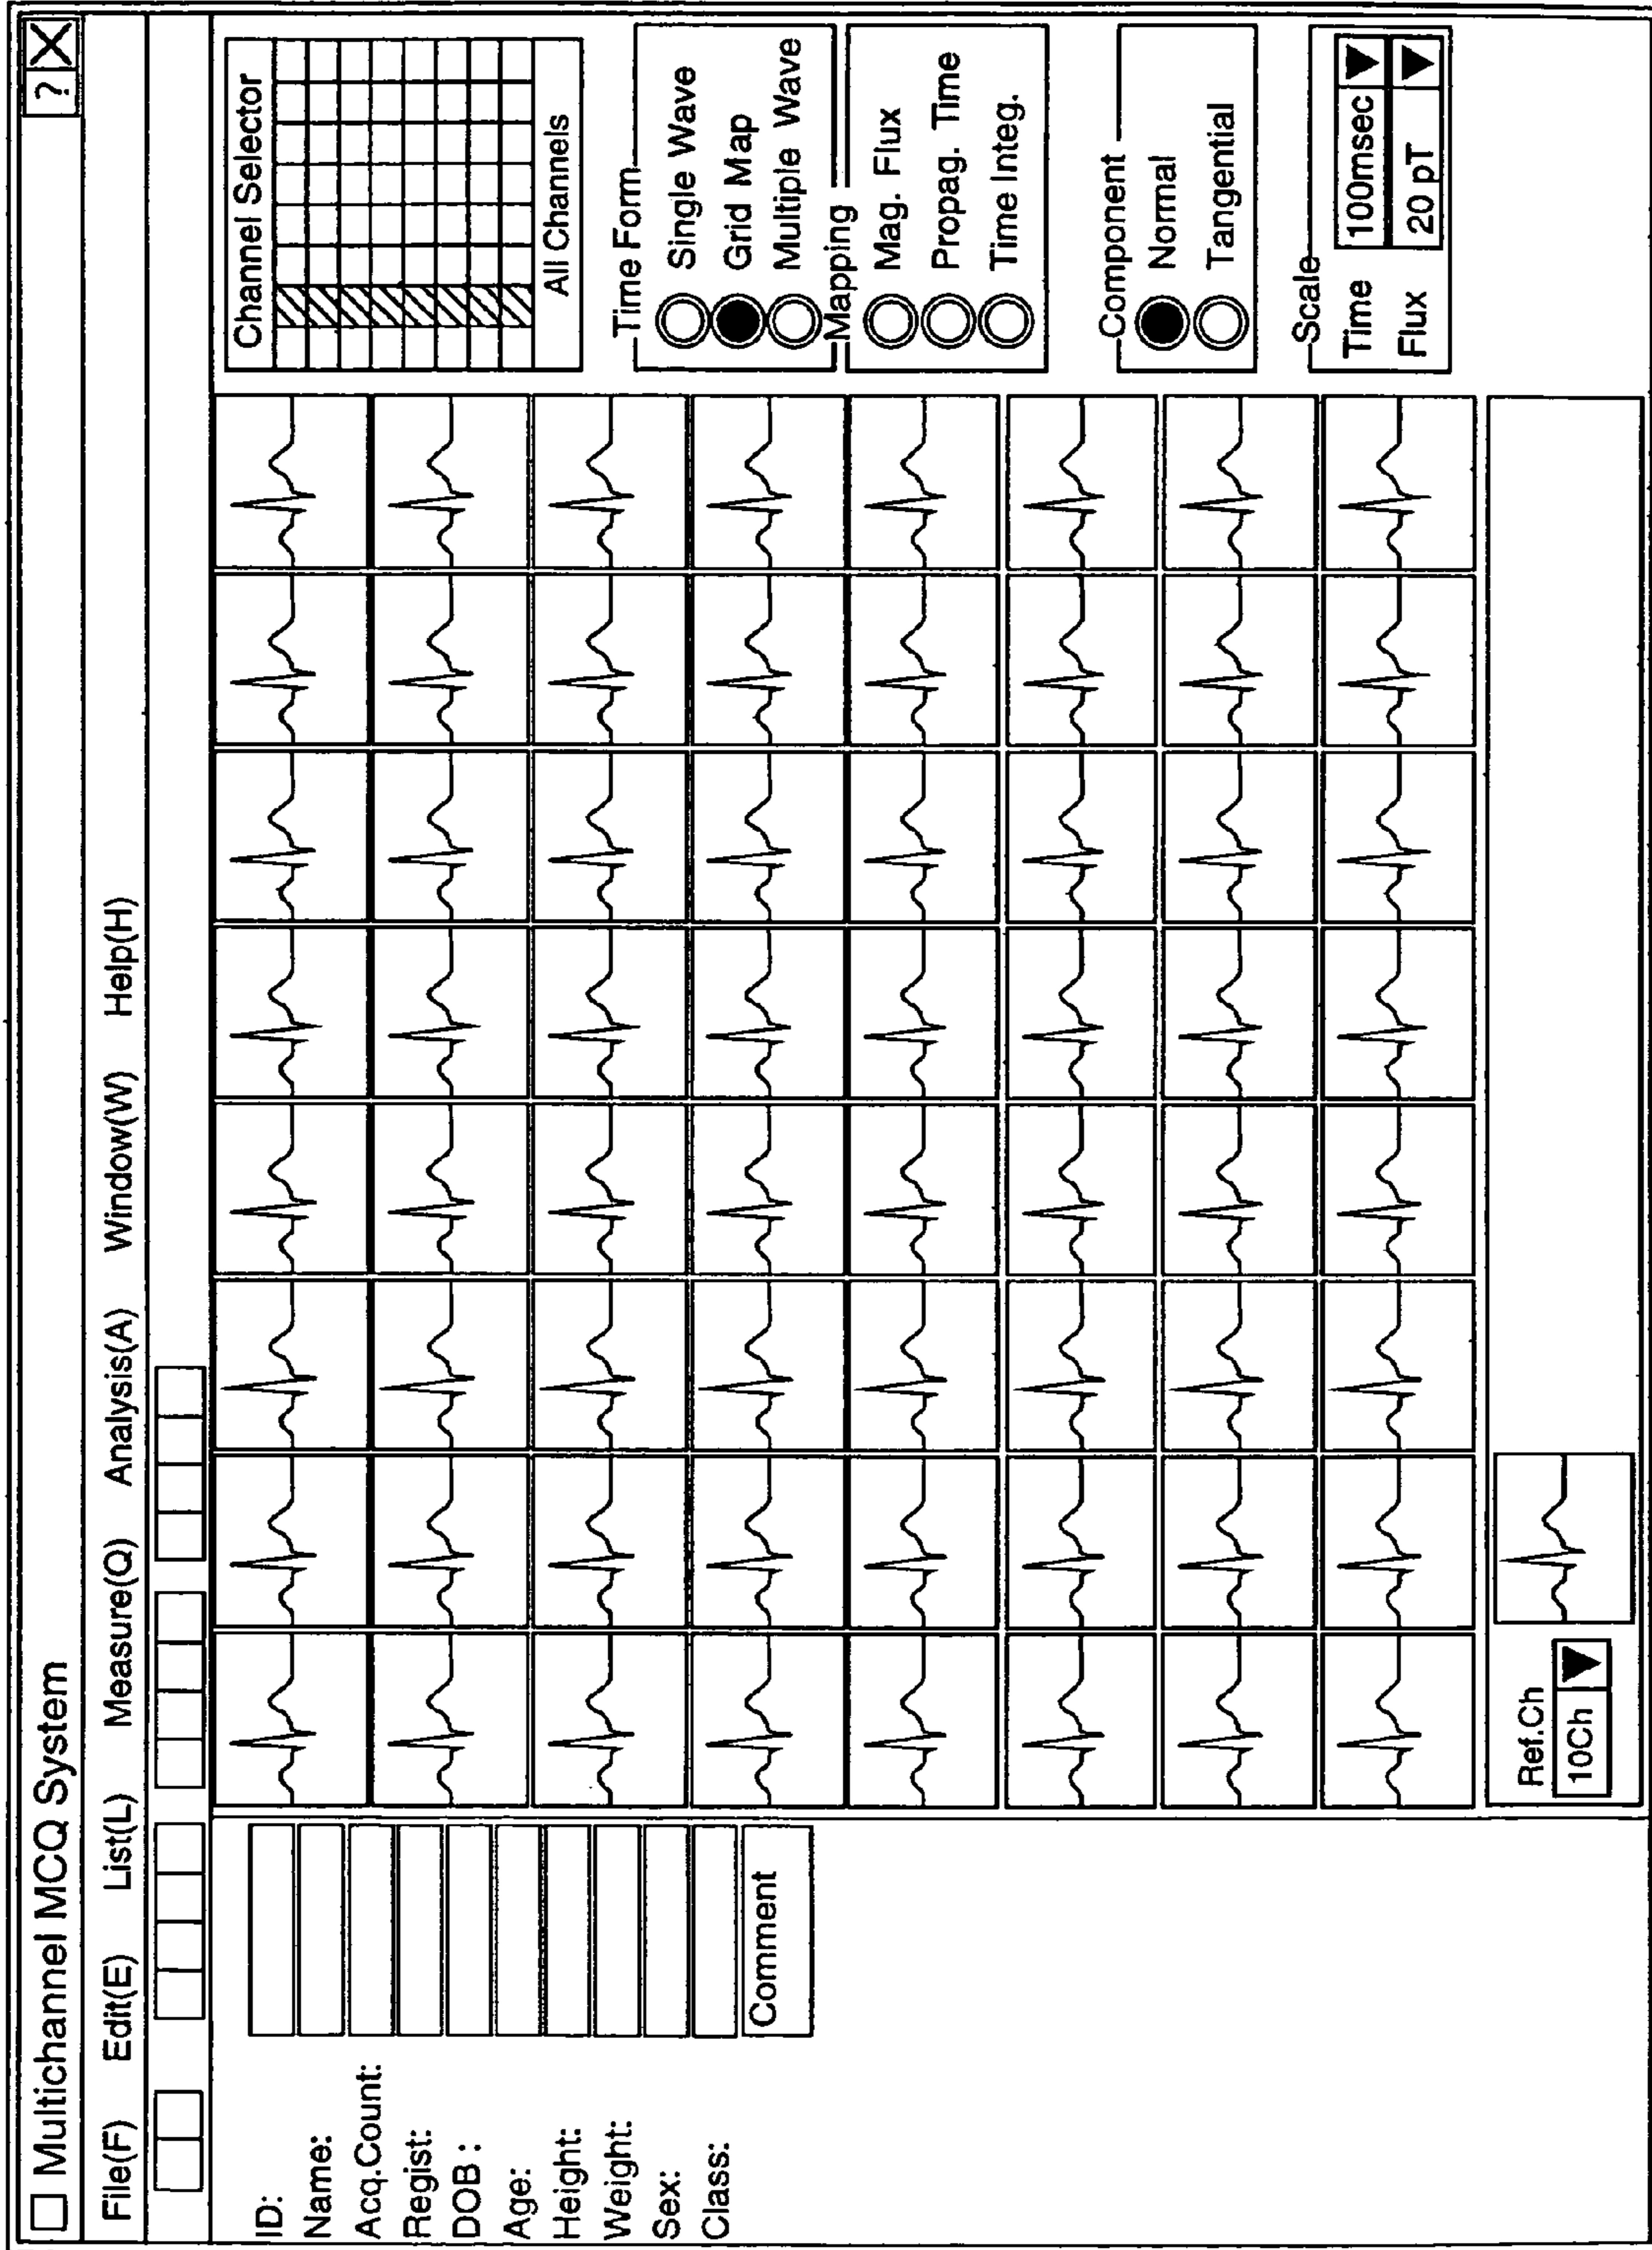 Multichannel MCQ System
? X
File(F) Edit(E) List(L) Measure(Q) Analysis(A) Window(W) Help(H)
ID:
Name:
Acq.Count:
Regist:
DOB :
Age:
Height:
Weight:
Sex:
Class:
Comment
Ref.Ch
10Ch
Channel Selector
All Channels
Time Form
Single Wave
Grid Map
Multiple Wave
Mapping
Mag. Flux
Propag. Time
Time Integ.
Component
Normal
Tangential
Scale
Time 100msec
Flux 20 pT